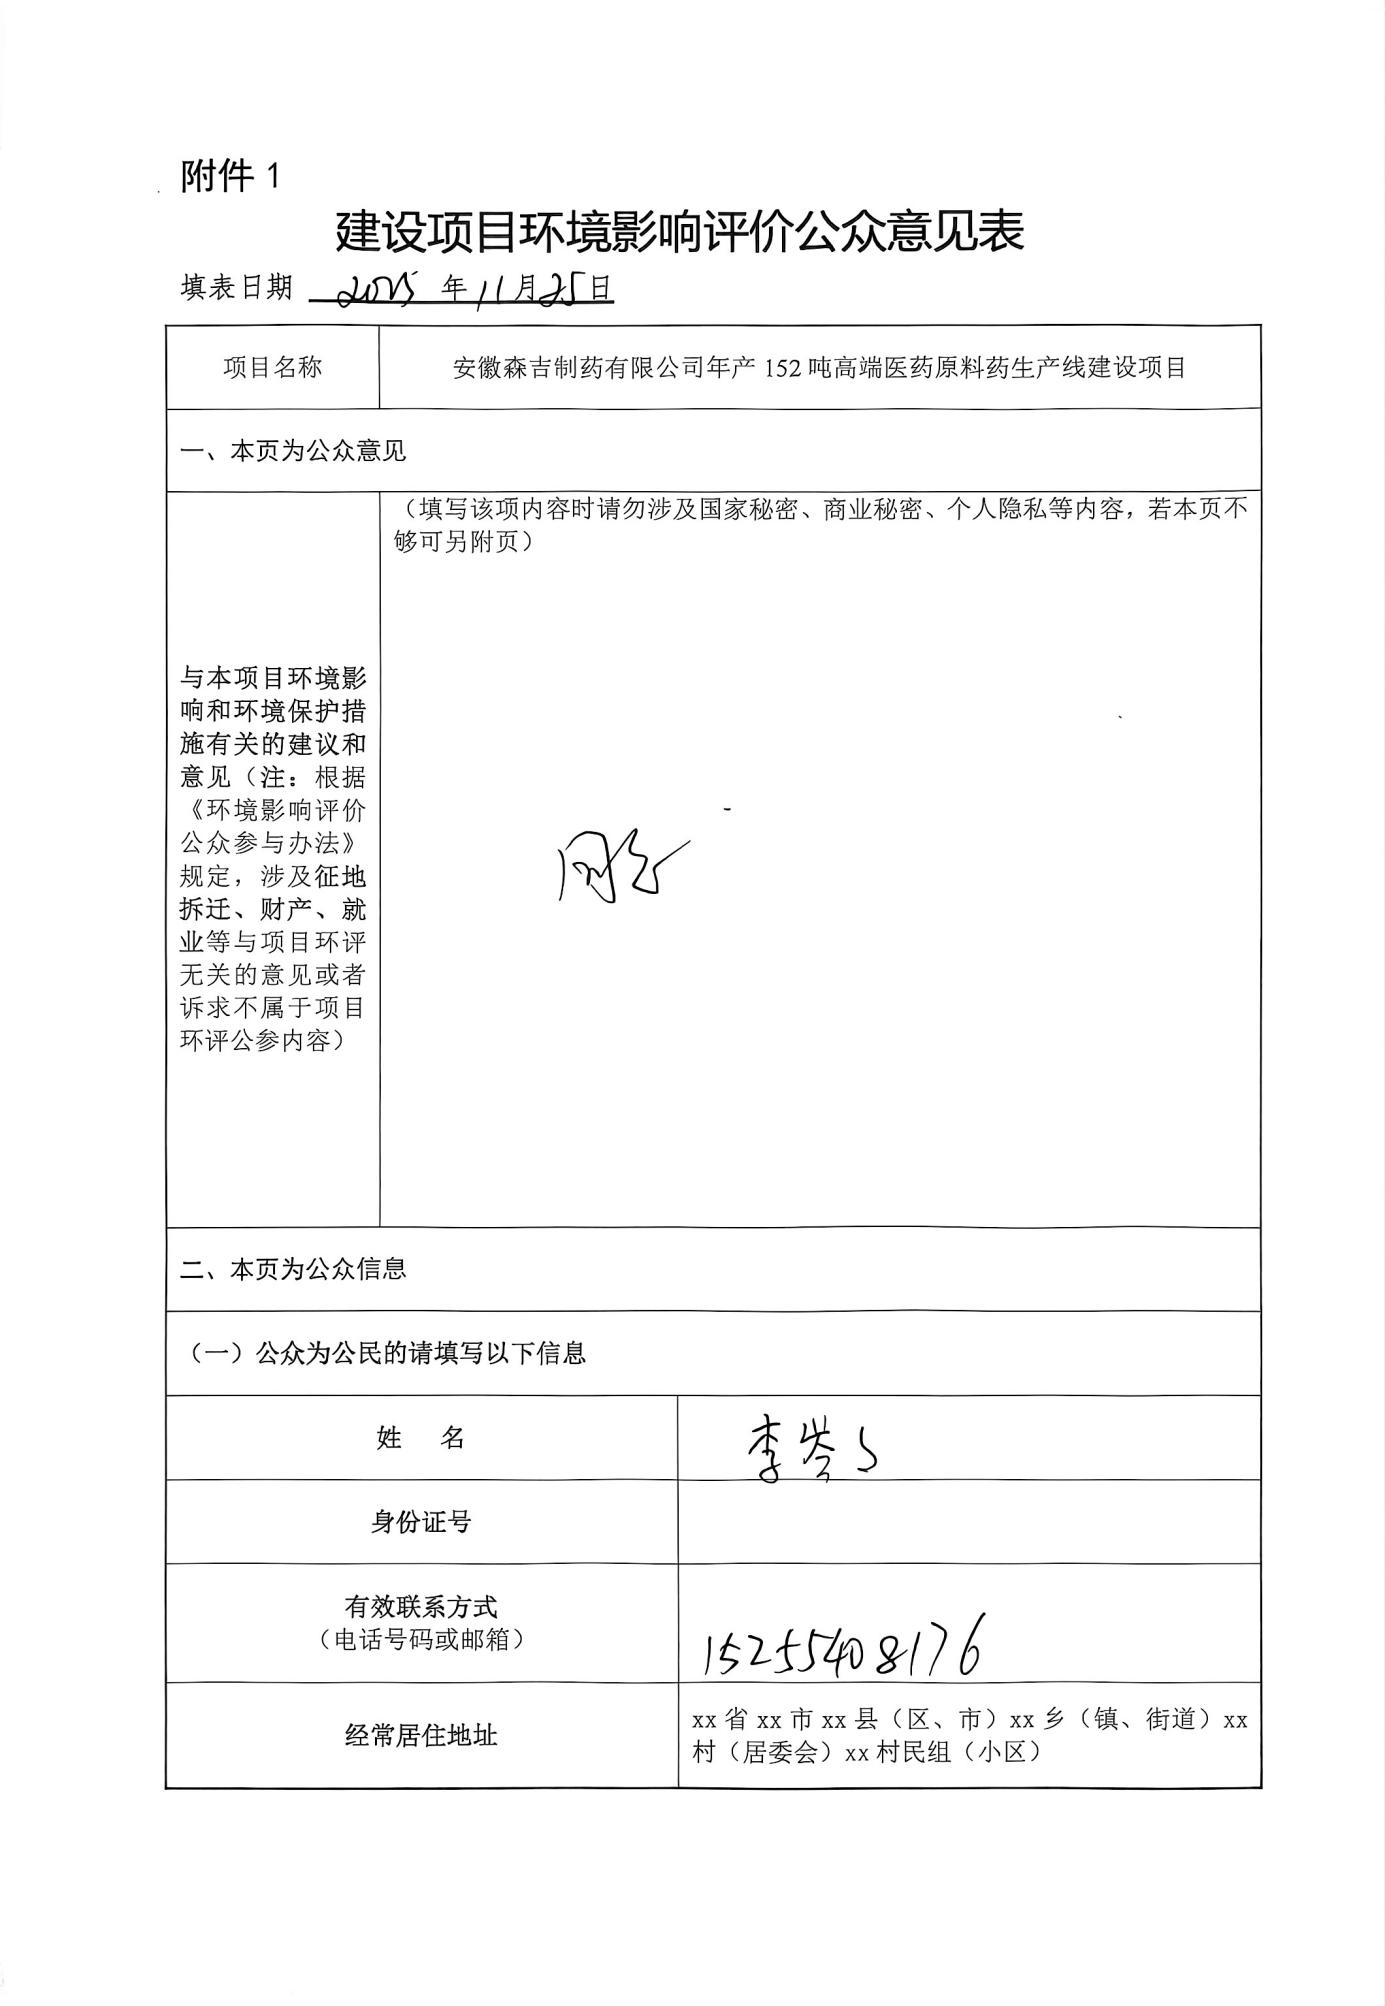 附件 1
建设项目环境影响评价公众意见表
填表日期 2025 年 11 月 25 日
项目名称
安徽森吉制药有限公司年产 152 吨高端医药原料药生产线建设项目
一、本页为公众意见
与本项目环境影
响和环境保护措
施有关的建议和
意见（注：根据
《环境影响评价
公众参与办法》
规定，涉及征地
拆迁、财产、就
业等与项目环评
无关的意见或者
诉求不属于项目
环评公参内容）
（填写该项内容时请勿涉及国家秘密、商业秘密、个人隐私等内容，若本页不
够可另附页）
同意
二、本页为公众信息
（一）公众为公民的请填写以下信息
姓 名
李岑
身份证号
有效联系方式
（电话号码或邮箱）
15255408176
经常居住地址
xx 省 xx 市 xx 县（区、市）xx 乡（镇、街道）xx
村（居委会）xx 村民组（小区）